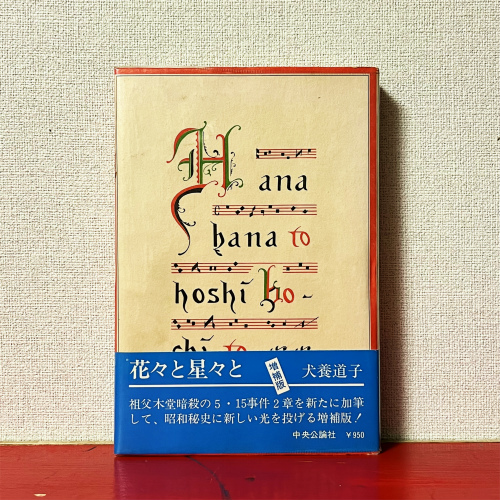 Hana
hana to
hoshi ho-
shi to
花々と星々と
増補版
犬養道子
祖父木堂暗殺の5・15事件2章を新たに加筆
して、昭和秘史に新しい光を投げる増補版!
中央公論社 ¥950